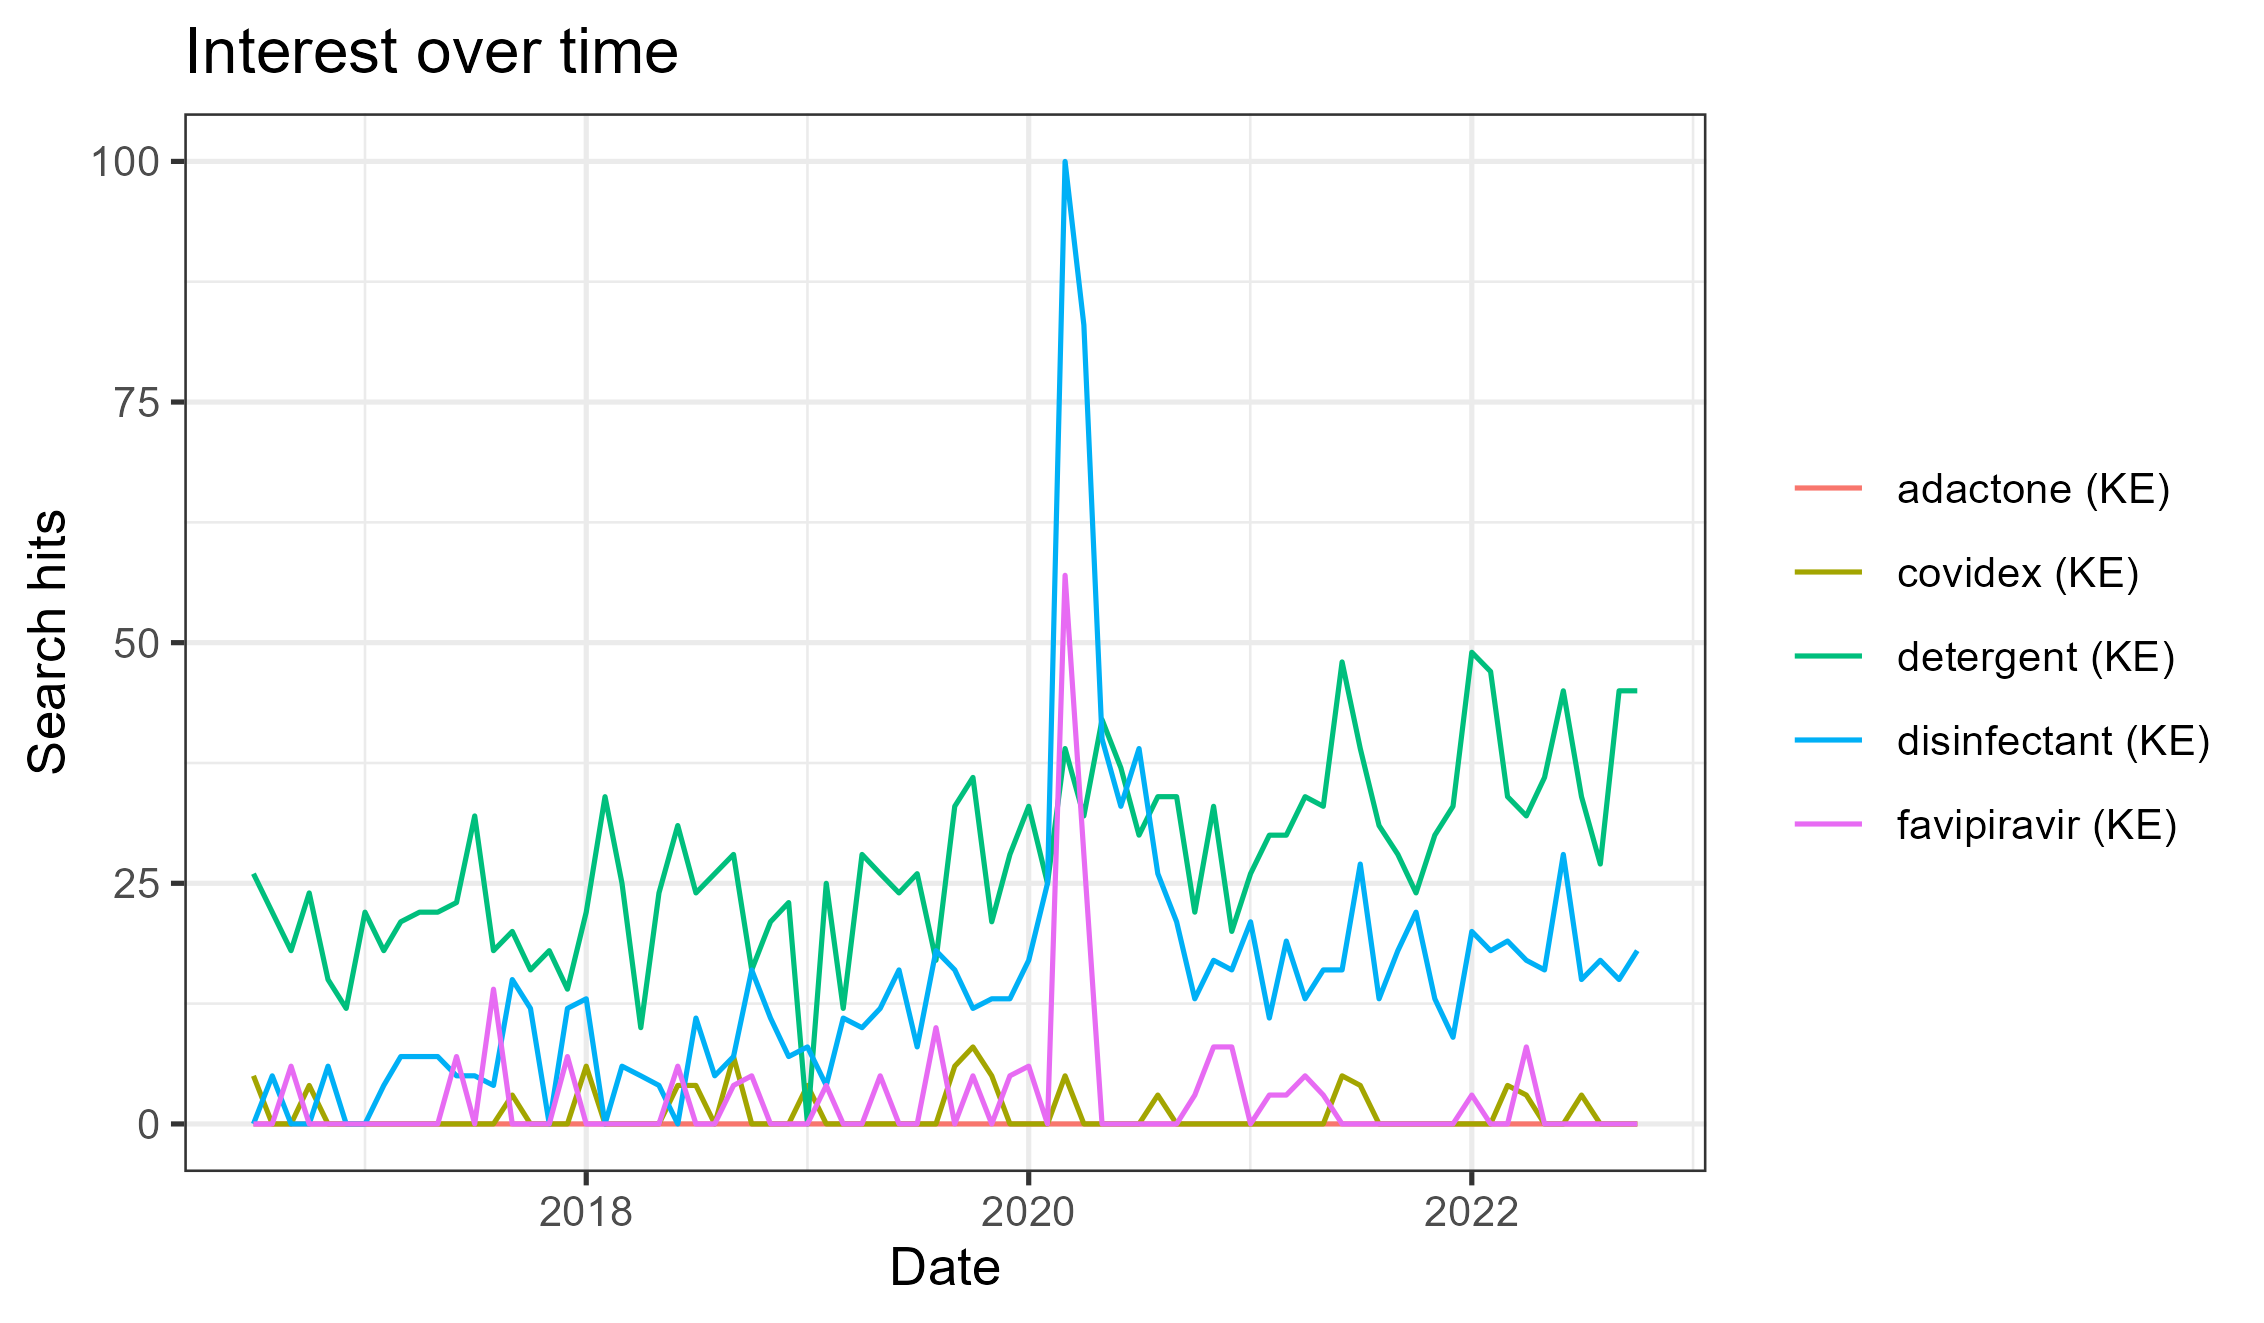 Interest over time
100
75
50
25
0
Search hits
2018
2020
2022
Date
adactone (KE)
covidex (KE)
detergent (KE)
disinfectant (KE)
favipiravir (KE)